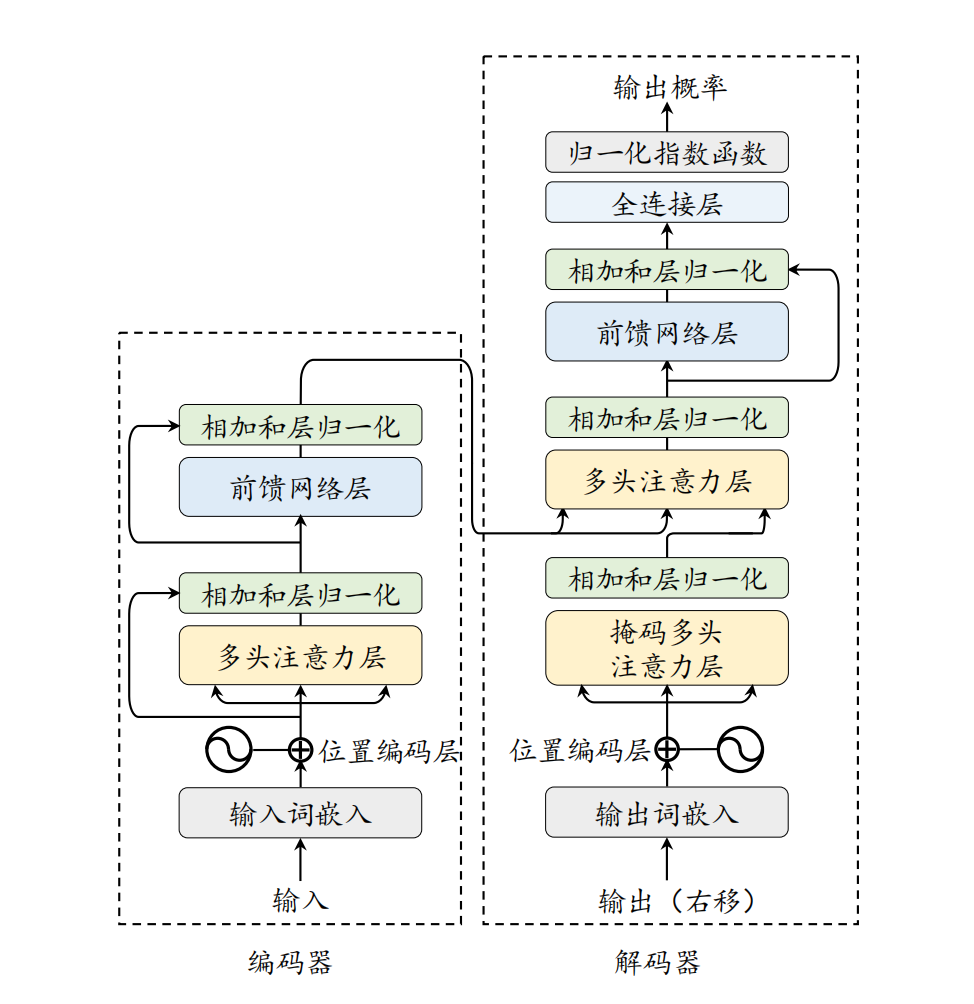 输出概率
归一化指数函数
全连接层
相加和层归一化
前馈网络层
相加和层归一化
多头注意力层
相加和层归一化
掩码多头
注意力层
位置编码层
输出词嵌入
输出（右移）
解码器
相加和层归一化
前馈网络层
相加和层归一化
多头注意力层
位置编码层
输入词嵌入
输入
编码器